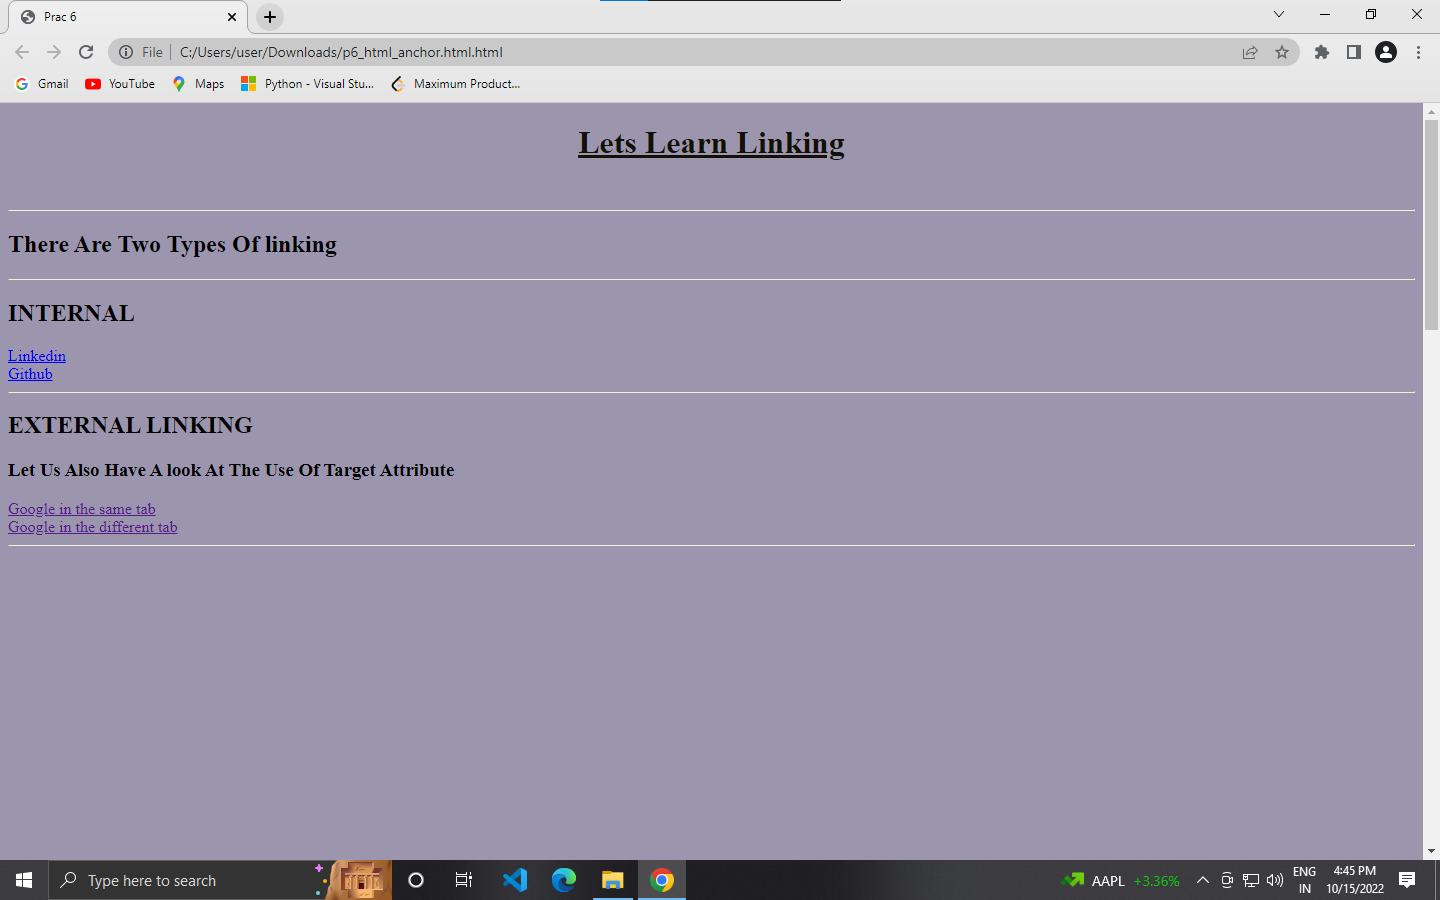 Prac 6
File
C:/Users/user/Downloads/p6_html_anchor.html.html
Gmail
YouTube
Maps
Python - Visual Stu...
Maximum Product...
Lets Learn Linking
There Are Two Types Of linking
INTERNAL
Linkedin
Github
EXTERNAL LINKING
Let Us Also Have A look At The Use Of Target Attribute
Google in the same tab
Google in the different tab
Type here to search
AAPL +3.36%
ENG
IN
4:45 PM
10/15/2022